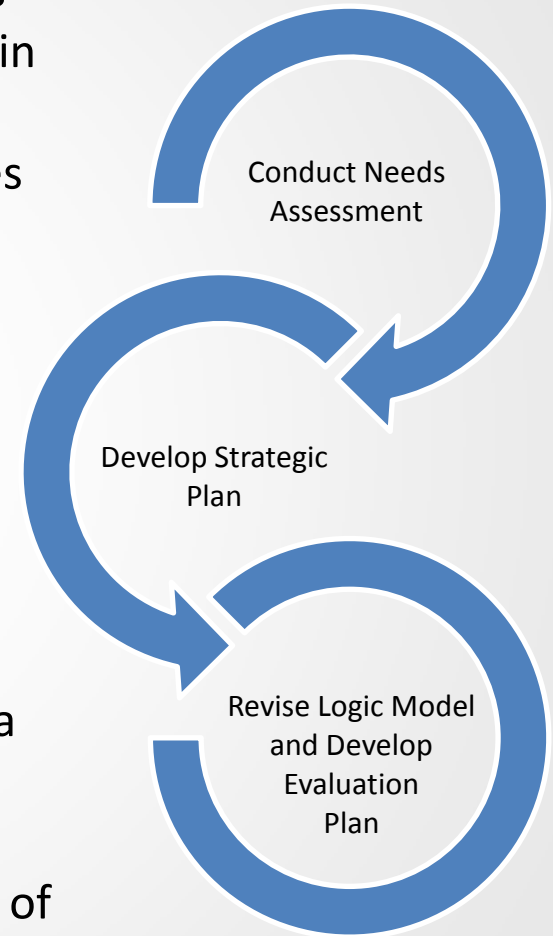 in
es
Conduct Needs
Assessment
Develop Strategic
Plan
a
Revise Logic Model
and Develop
Evaluation
Plan
of